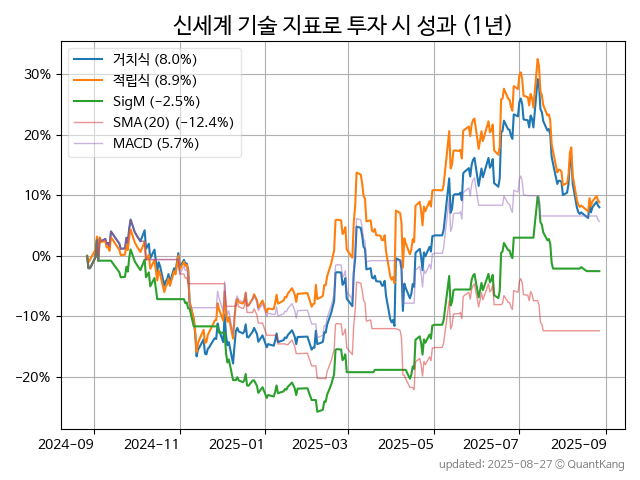 신세계 기술 지표로 투자 시 성과 (1년)
거치식 (8.0%)
적립식 (8.9%)
SigM (−2.5%)
SMA(20) (−12.4%)
MACD (5.7%)
30%
20%
10%
0%
−10%
−20%
2024-09 2024-11 2025-01 2025-03 2025-05 2025-07 2025-09
updated: 2025-08-27 © QuantKang